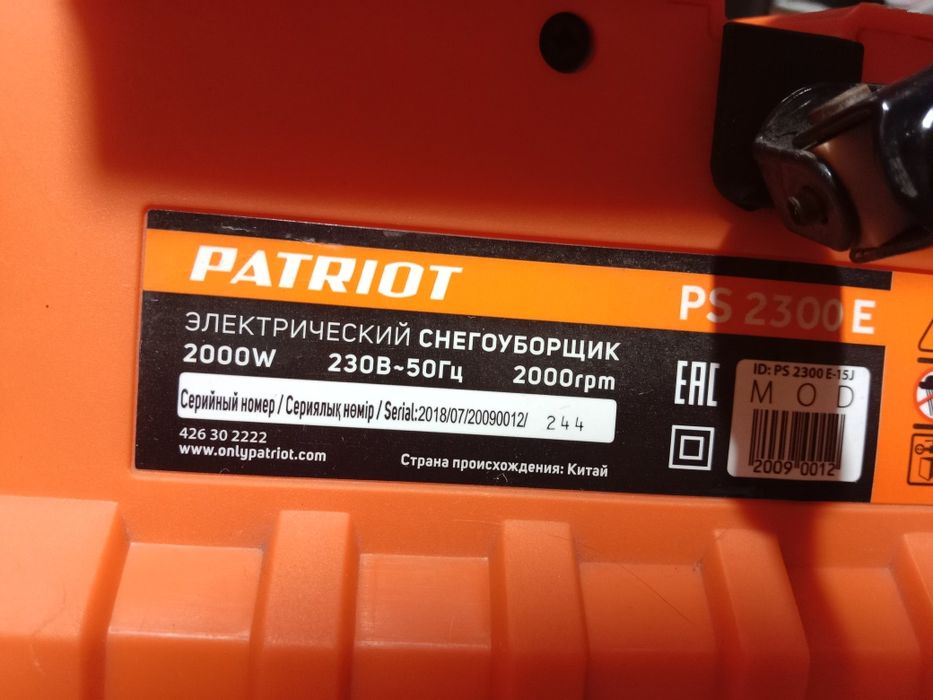 PATRIOT
PS 2300 E
ЭЛЕКТРИЧЕСКИЙ СНЕГОУБОРЩИК
2000W 230В~50Гц 2000rpm
Серийный номер / Сериялық нөмір / Serial:2018/07/20090012/ 244
426 30 2222
www.onlypatriot.com
Страна происхождения: Китай
EAC
ID: PS 2300 E-15J
M O D
2009 0012